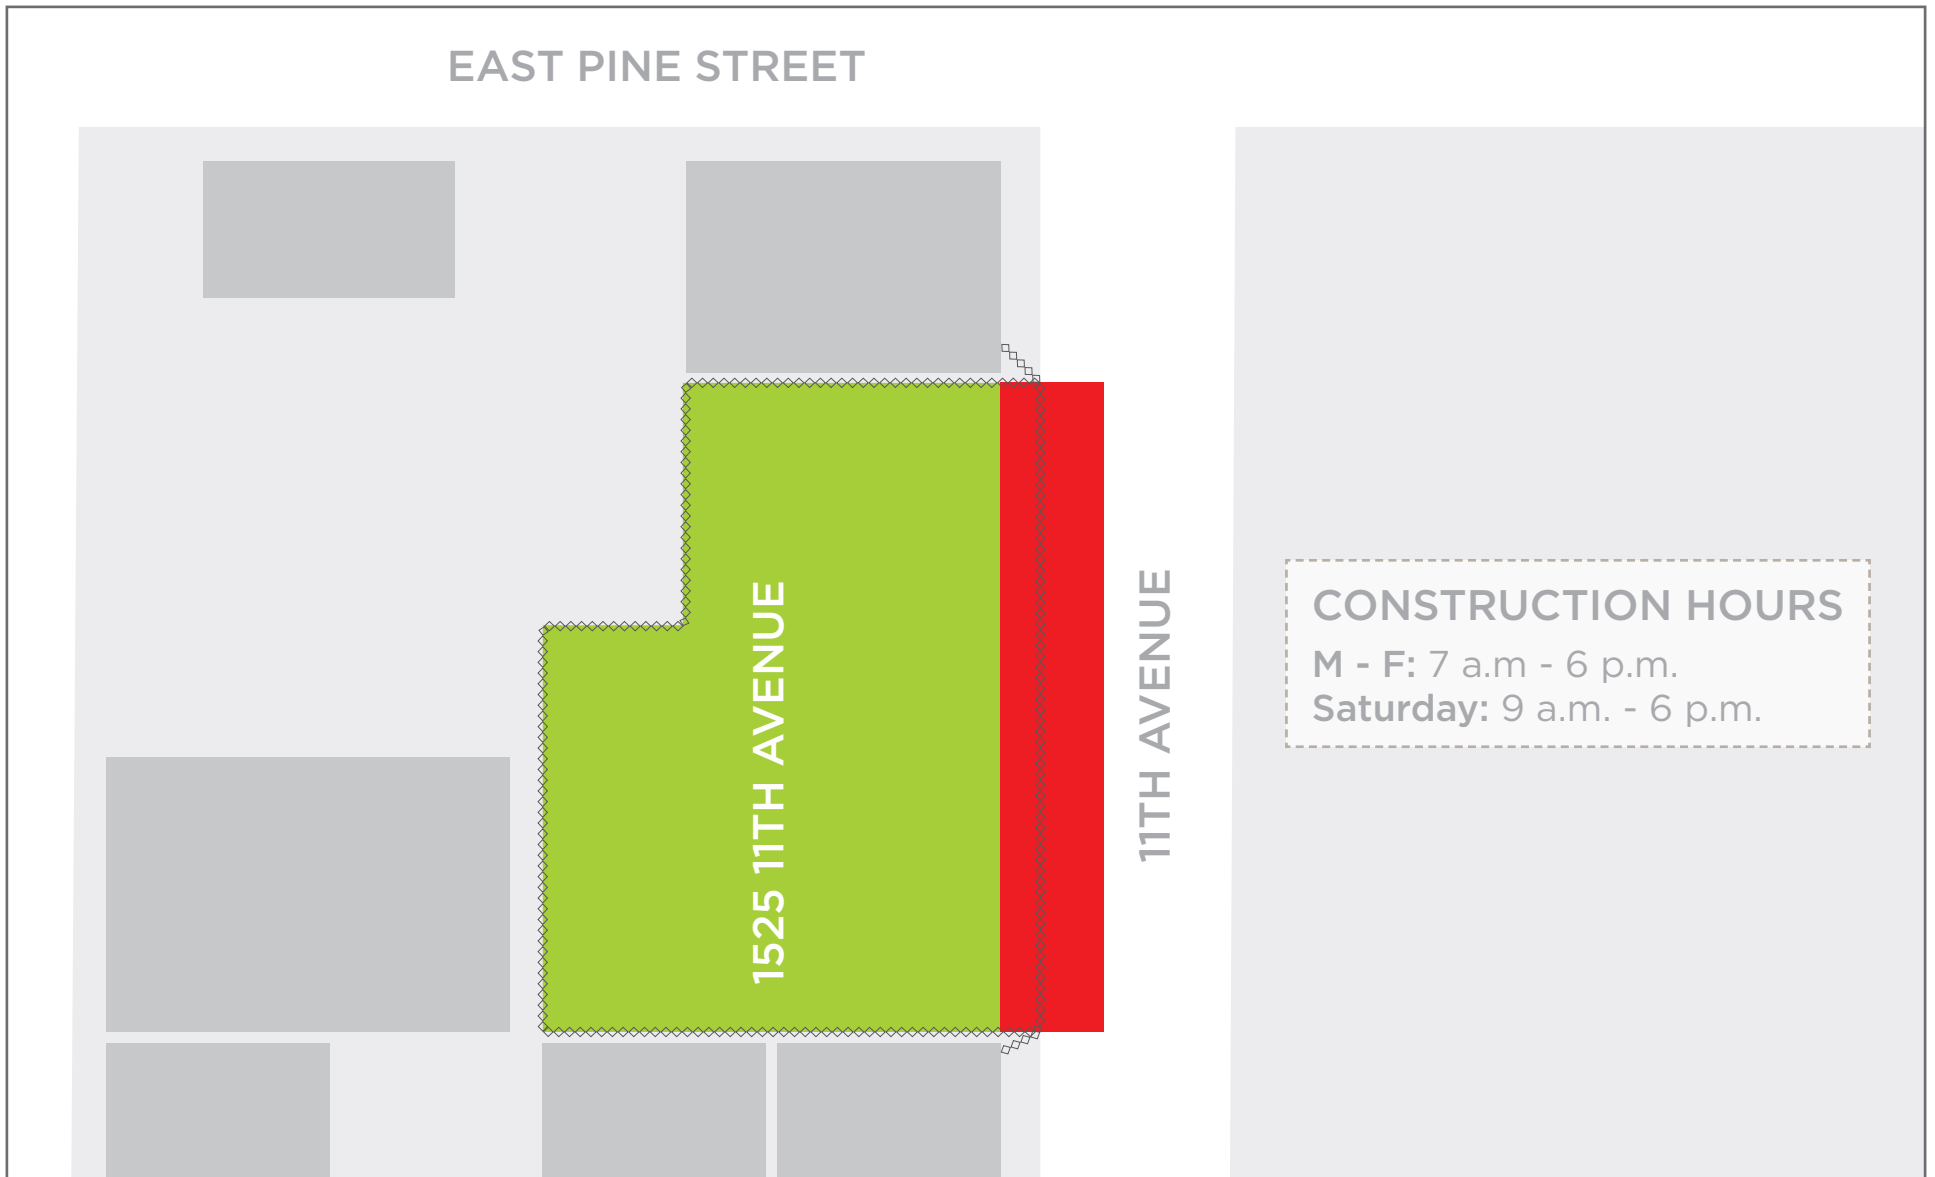 EAST PINE STREET
1525 11TH AVENUE
11TH AVENUE
CONSTRUCTION HOURS
M - F: 7 a.m - 6 p.m.
Saturday: 9 a.m. - 6 p.m.